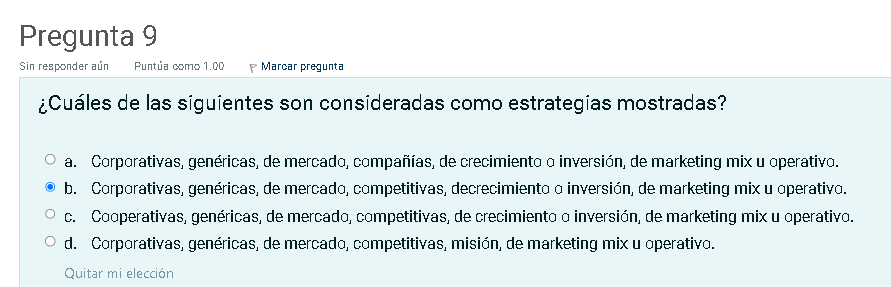 Pregunta 9
Sin responder aún Puntúa como 1.00 Marcar pregunta
¿Cuáles de las siguientes son consideradas como estrategias mostradas?
a. Corporativas, genéricas, de mercado, compañías, de crecimiento o inversión, de marketing mix u operativo.
b. Corporativas, genéricas, de mercado, competitivas, decrecimiento o inversión, de marketing mix u operativo.
c. Cooperativas, genéricas, de mercado, competitivas, de crecimiento o inversión, de marketing mix u operativo.
d. Corporativas, genéricas, de mercado, competitivas, misión, de marketing mix u operativo.
Quitar mi elección